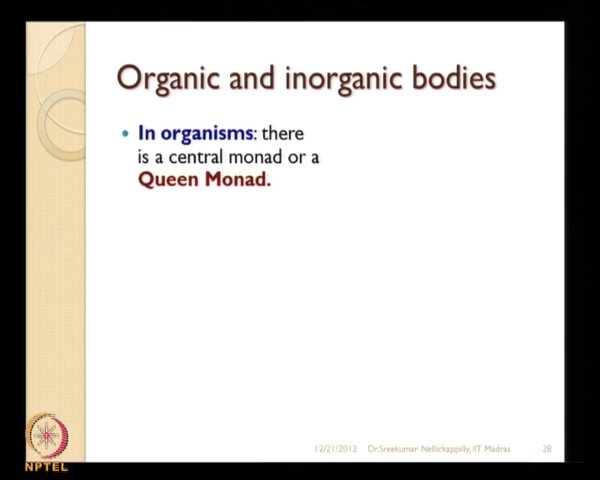 Organic and inorganic bodies
In organisms: there
is a central monad or a
Queen Monad.
12/21/2012 Dr.Sreekumar Nellickappilly, IIT Madras 28
NPTEL